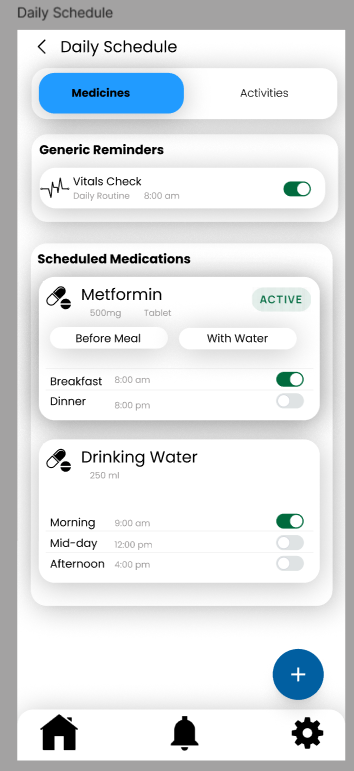 Daily Schedule
Daily Schedule
Medicines Activities
Generic Reminders
Vitals Check
Daily Routine 8:00 am
Scheduled Medications
Metformin ACTIVE
500mg Tablet
Before Meal With Water
Breakfast 8:00 am
Dinner 8:00 pm
Drinking Water
250 ml
Morning 9:00 am
Mid-day 12:00 pm
Afternoon 4:00 pm
+